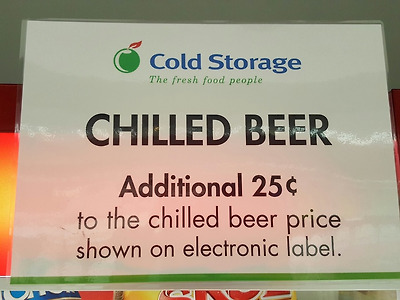 Cold Storage
The fresh food people
CHILLED BEER
Additional 25¢
to the chilled beer price
shown on electronic label.